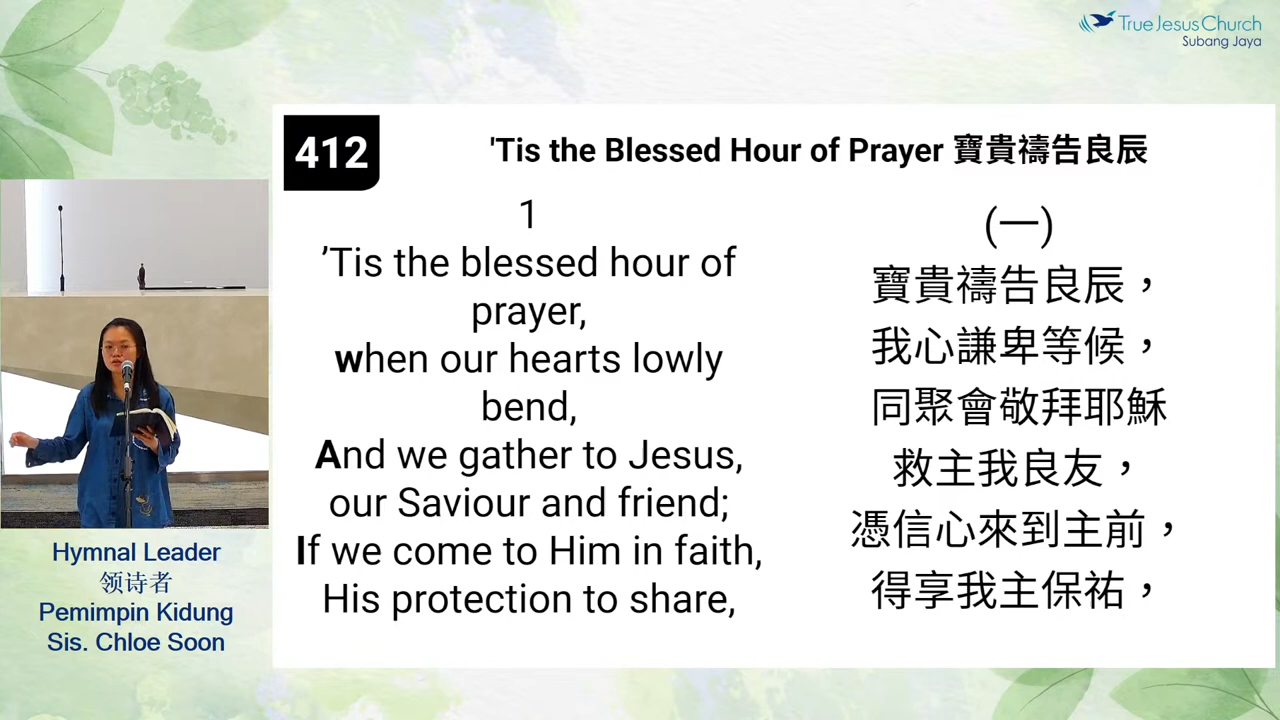 True Jesus Church
Subang Jaya
412
'Tis the Blessed Hour of Prayer 寶貴禱告良辰
1
’Tis the blessed hour of
prayer,
when our hearts lowly
bend,
And we gather to Jesus,
our Saviour and friend;
If we come to Him in faith,
His protection to share,
(一)
寶貴禱告良辰，
我心謙卑等候，
同聚會敬拜耶穌
救主我良友，
憑信心來到主前，
得享我主保祐，
Hymnal Leader
领诗者
Pemimpin Kidung
Sis. Chloe Soon